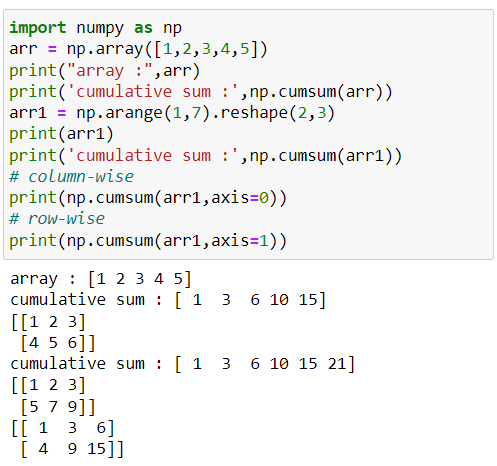 import numpy as np
arr = np.array([1,2,3,4,5])
print("array :",arr)
print('cumulative sum :',np.cumsum(arr))
arr1 = np.arange(1,7).reshape(2,3)
print(arr1)
print('cumulative sum :',np.cumsum(arr1))
# column-wise
print(np.cumsum(arr1,axis=0))
# row-wise
print(np.cumsum(arr1,axis=1))
array : [1 2 3 4 5]
cumulative sum : [ 1  3  6 10 15]
[[1 2 3]
 [4 5 6]]
cumulative sum : [ 1  3  6 10 15 21]
[[1 2 3]
 [5 7 9]]
[[ 1  3  6]
 [ 4  9 15]]